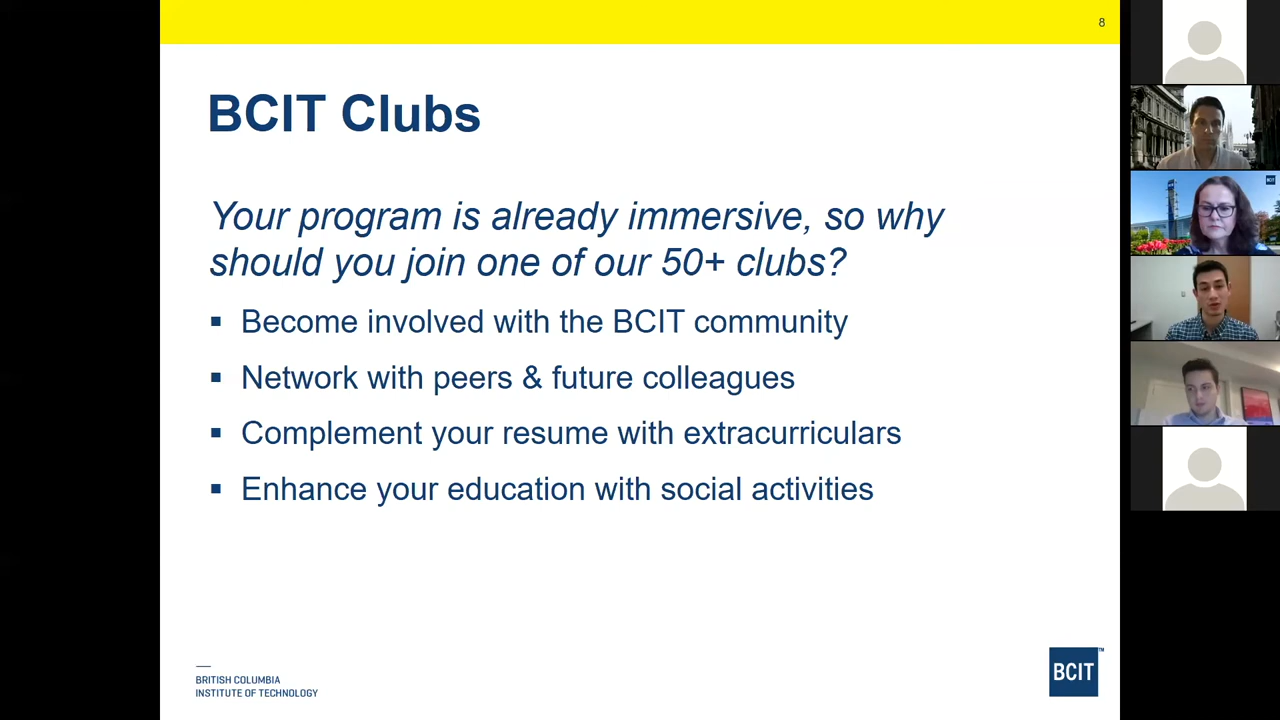 8
BCIT Clubs
Your program is already immersive, so why
should you join one of our 50+ clubs?
▪ Become involved with the BCIT community
▪ Network with peers & future colleagues
▪ Complement your resume with extracurriculars
▪ Enhance your education with social activities
BRITISH COLUMBIA
INSTITUTE OF TECHNOLOGY
BCIT™
BCIT